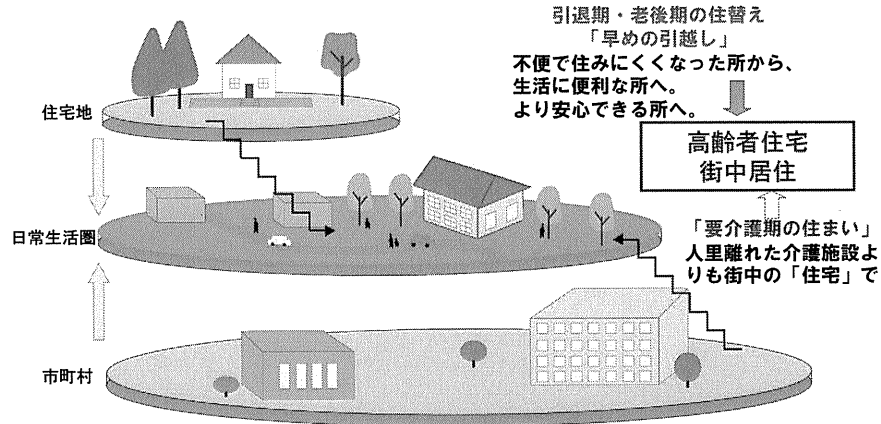 引退期・老後期の住替え
「早めの引越し」
不便で住みにくくなった所から、
生活に便利な所へ。
より安心できる所へ。
住宅地
高齢者住宅
街中居住
日常生活圏
「要介護期の住まい」
人里離れた介護施設よ
りも街中の「住宅」で
市町村